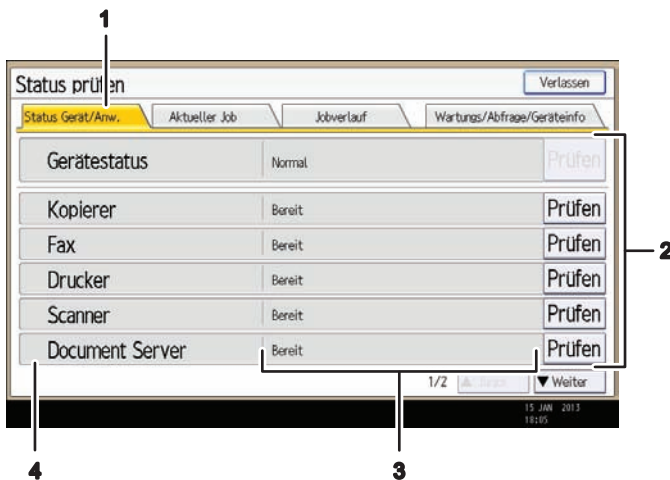 1
Status prüfen Verlassen
Status Gerät/Anw. Aktueller Job Jobverlauf Wartungs/Abfrage/Geräteinfo
Gerätestatus Normal Prüfen
Kopierer Bereit Prüfen
Fax Bereit Prüfen
2
Drucker Bereit Prüfen
Scanner Bereit Prüfen
Document Server Bereit Prüfen
1/2 ▲ ▼ Weiter
15 JAN 2013
18:05
4 3